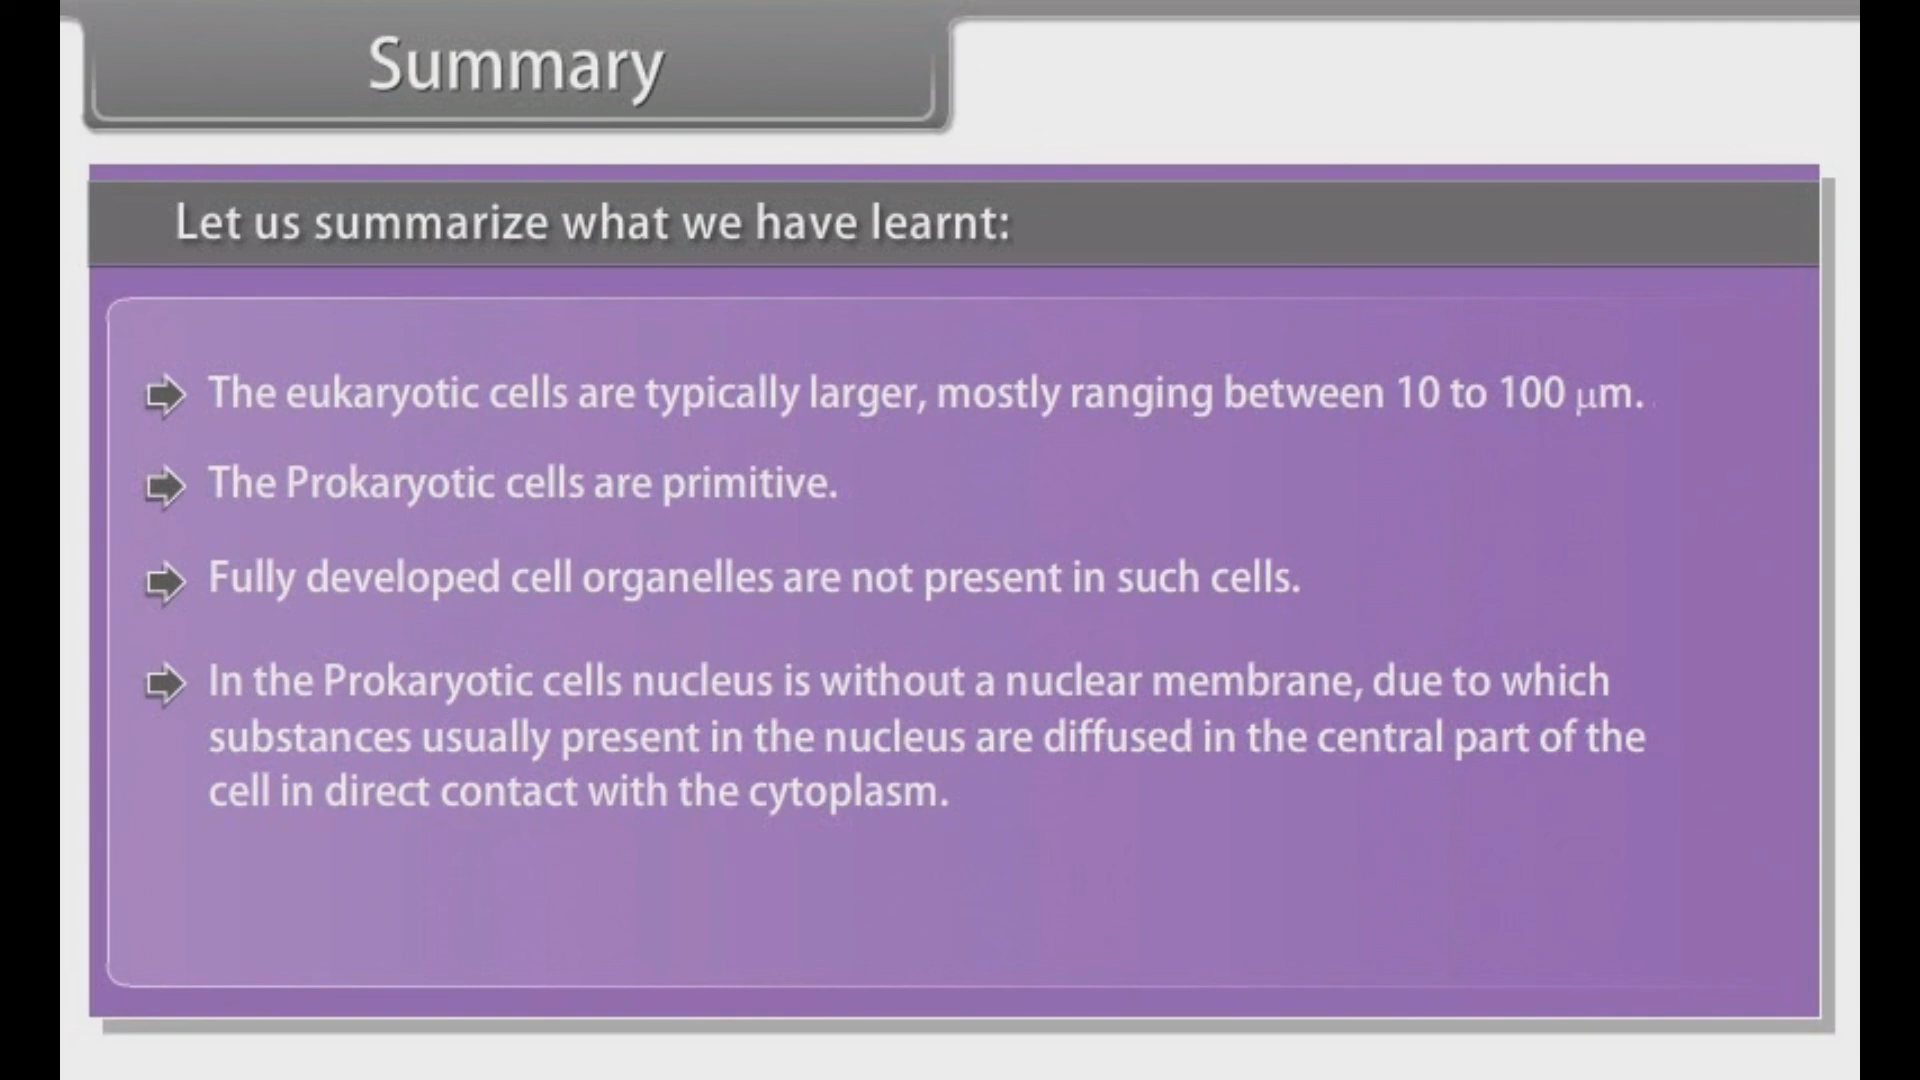 Summary
Let us summarize what we have learnt:
The eukaryotic cells are typically larger, mostly ranging between 10 to 100 μm.
The Prokaryotic cells are primitive.
Fully developed cell organelles are not present in such cells.
In the Prokaryotic cells nucleus is without a nuclear membrane, due to which
substances usually present in the nucleus are diffused in the central part of the
cell in direct contact with the cytoplasm.